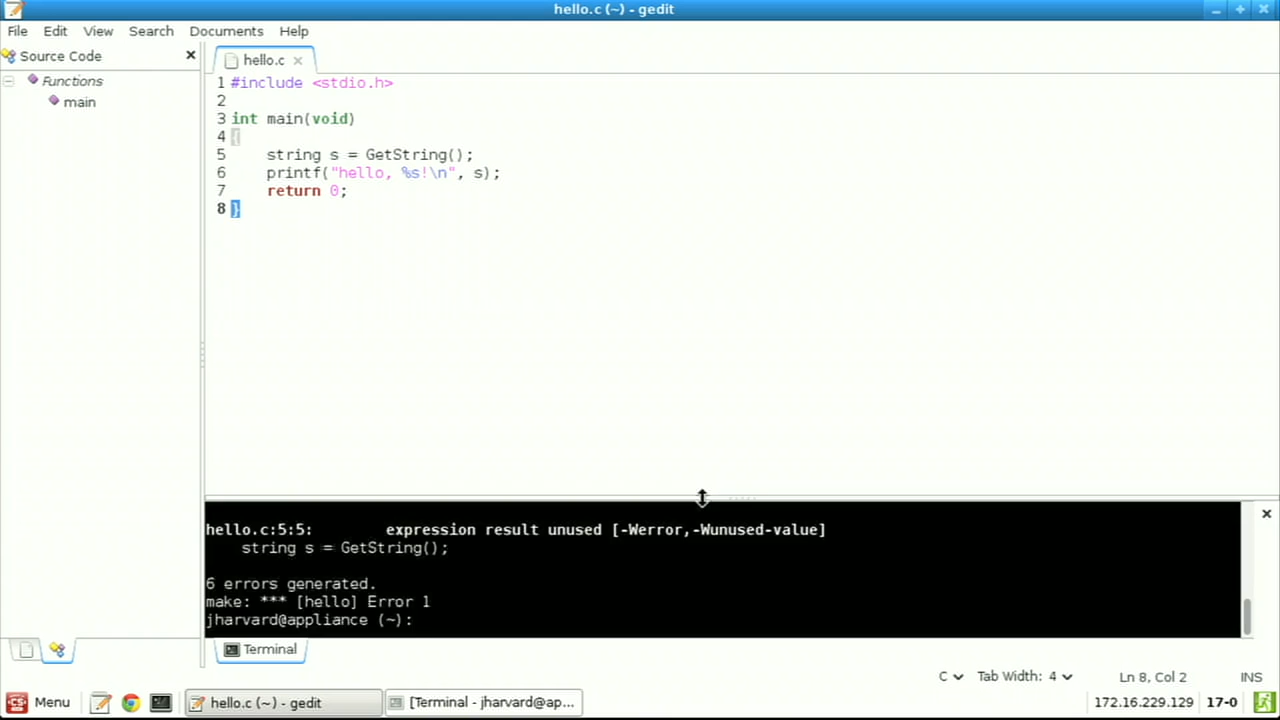 hello.c (~) - gedit
File Edit View Search Documents Help
Source Code
Functions
main
hello.c
1 #include <stdio.h>
2
3 int main(void)
4 {
5     string s = GetString();
6     printf("hello, %s!\n", s);
7     return 0;
8 }
hello.c:5:5:        expression result unused [-Werror,-Wunused-value]
    string s = GetString();
6 errors generated.
make: *** [hello] Error 1
jharvard@appliance (~):
Terminal
C Tab Width: 4 Ln 8, Col 2 INS
CS Menu hello.c (~) - gedit [Terminal - jharvard@ap... 172.16.229.129 17-0